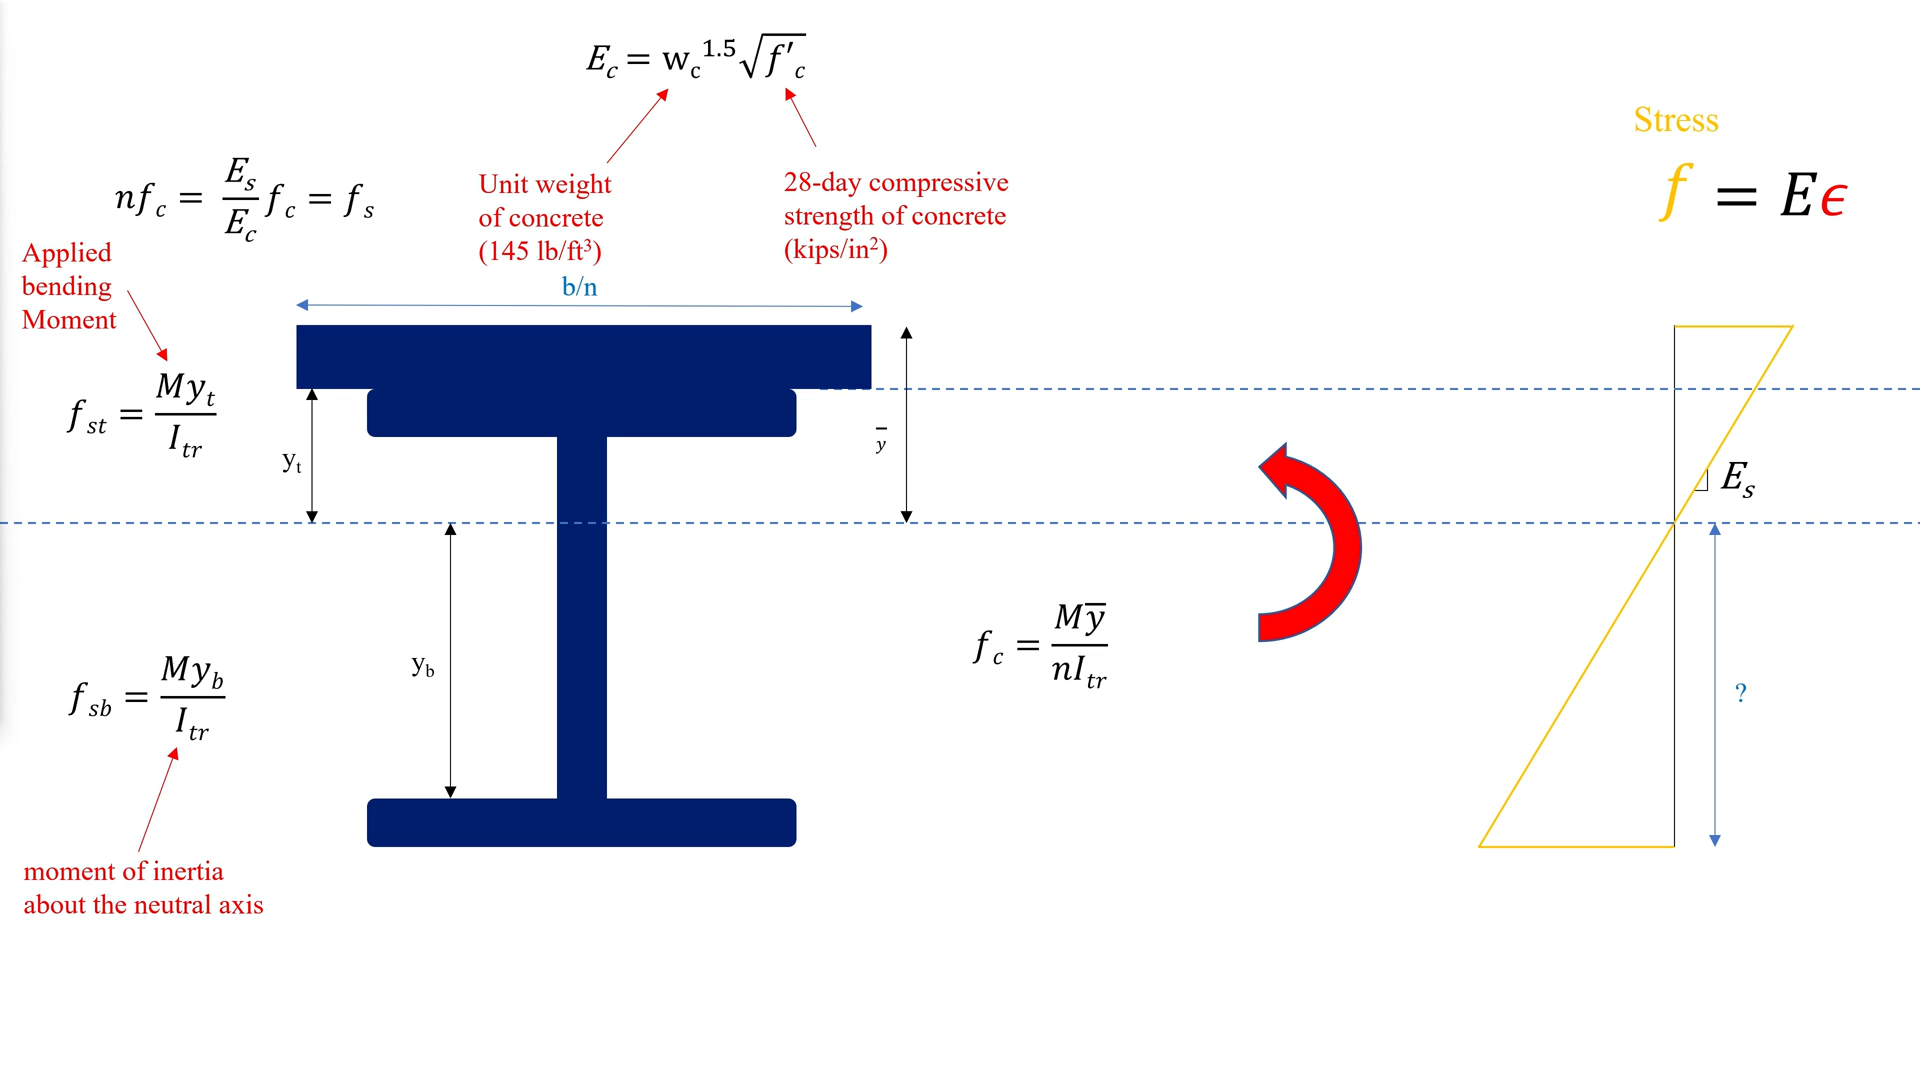 E_c = w_c^1.5 √f'_c
Stress
nf_c = E_s/E_c f_c = f_s
Unit weight
of concrete
(145 lb/ft³)
28-day compressive
strength of concrete
(kips/in²)
f = Eϵ
Applied
bending
Moment
b/n
f_st = My_t/I_tr
y_t
y̅
E_s
f_sb = My_b/I_tr
y_b
f_c = My̅/nI_tr
?
moment of inertia
about the neutral axis